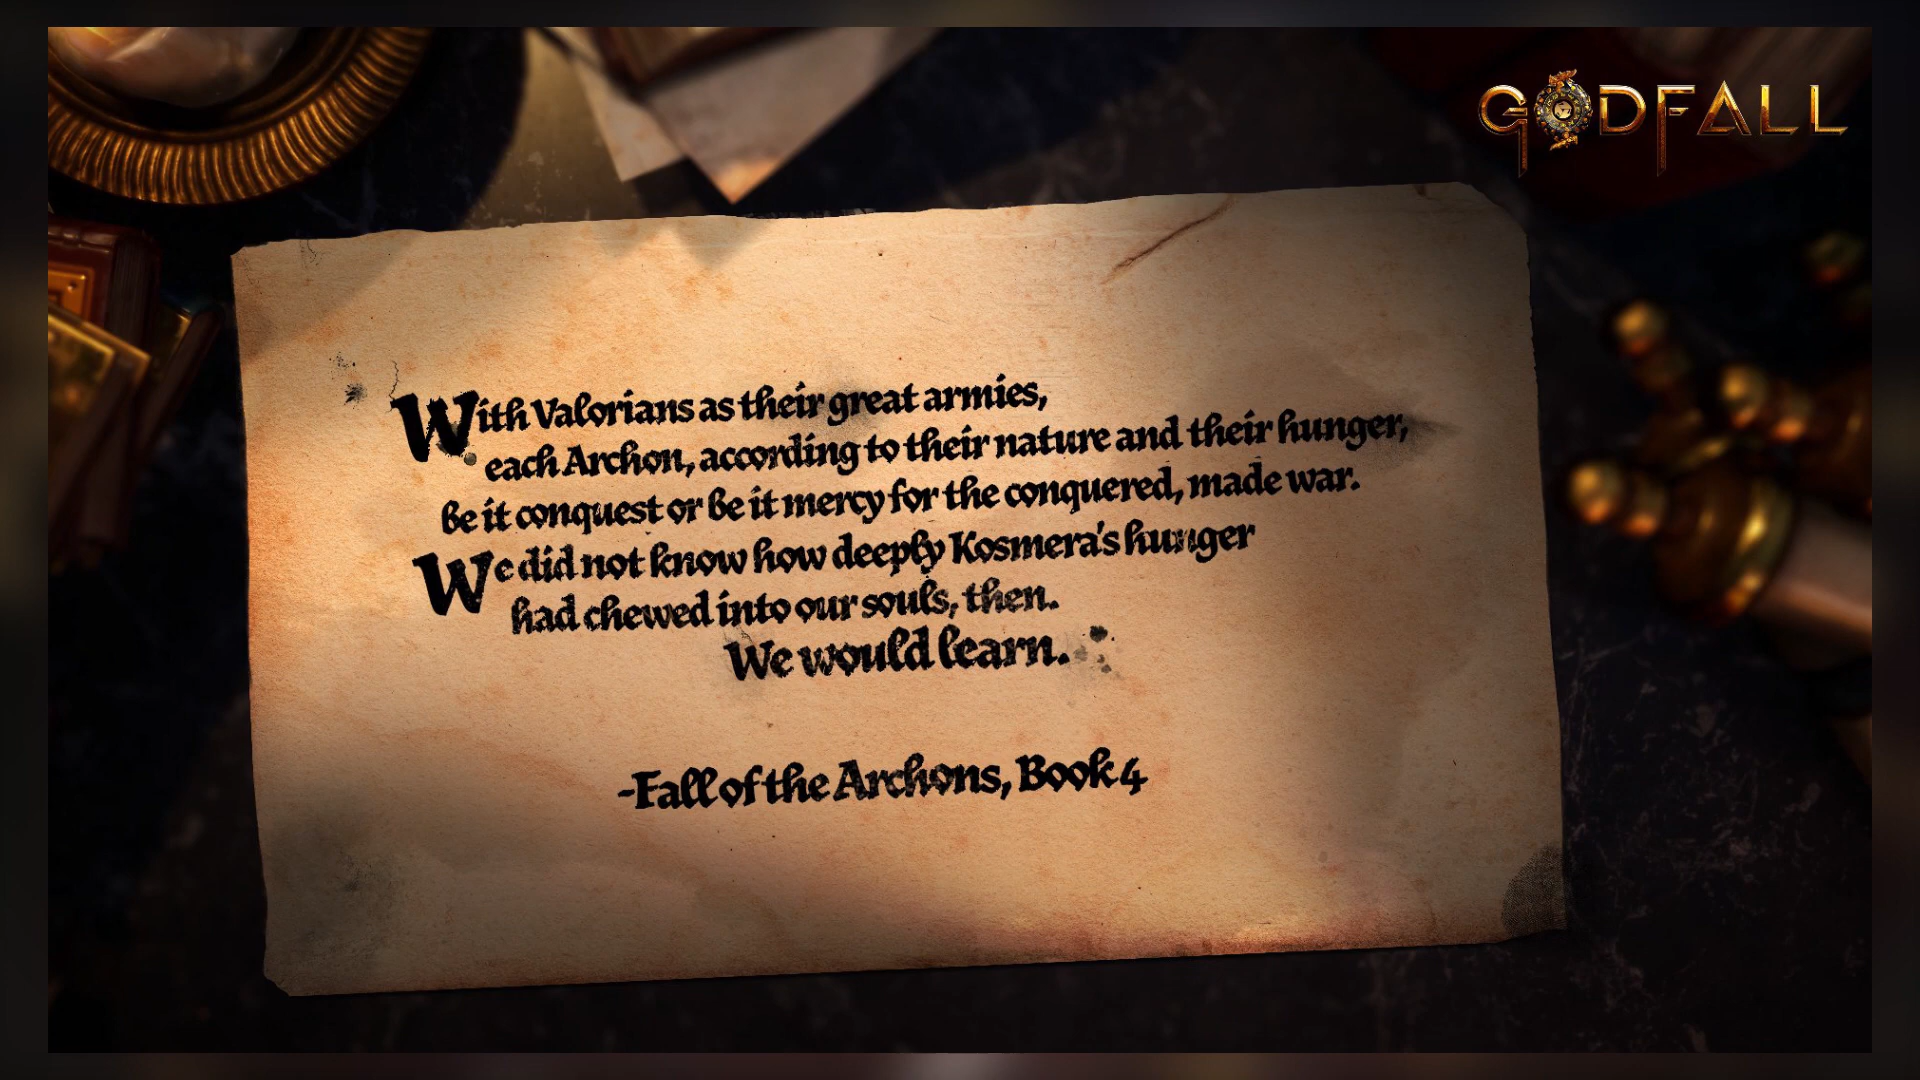 GODFALL
With Valorians as their great armies,
each Archon, according to their nature and their hunger,
be it conquest or be it mercy for the conquered, made war.
We did not know how deeply Kosmera's hunger
had chewed into our souls, then.
We would learn.
-Fall of the Archons, Book 4